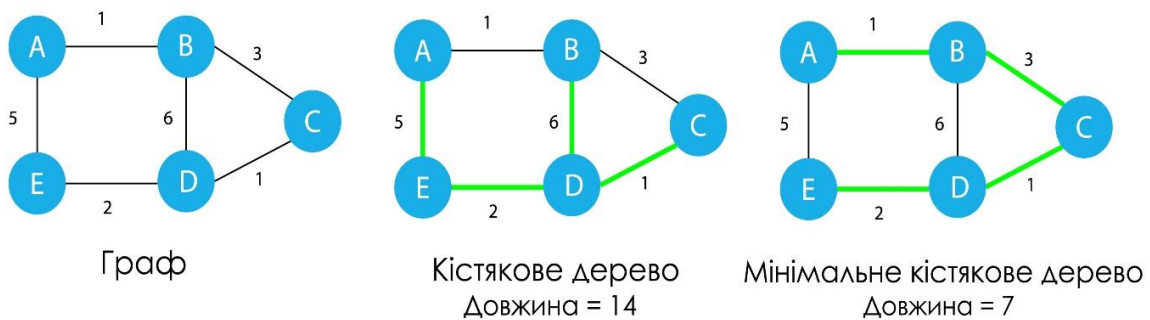 1
A
B
3
5
6
C
E
D
1
2
Граф
1
A
B
3
5
6
C
E
D
1
2
Кістякове дерево
Довжина = 14
1
A
B
3
5
6
C
E
D
1
2
Мінімальне кістякове дерево
Довжина = 7